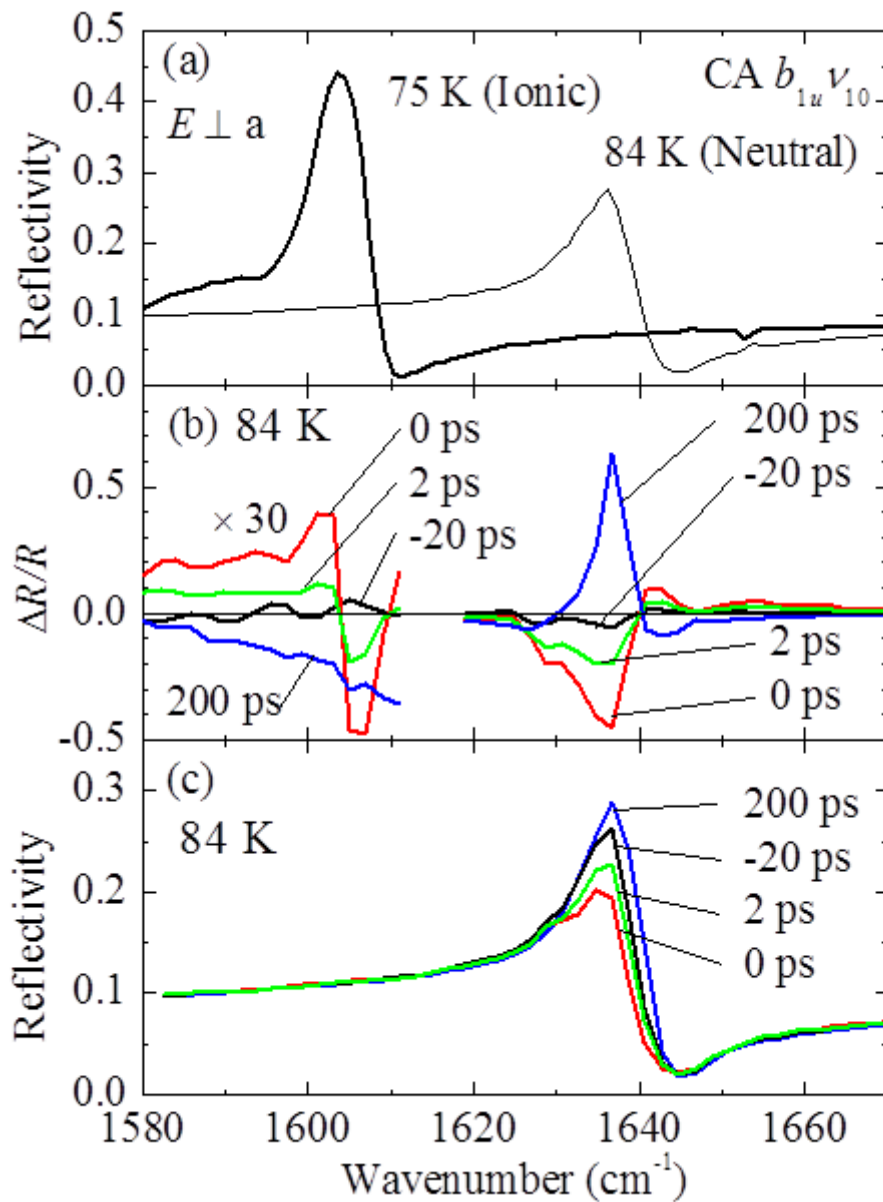 0.5
(a)
75 K (Ionic)
CA b1u ν10
E ⊥ a
84 K (Neutral)
0.4
0.3
0.2
0.1
0.0
Reflectivity
(b) 84 K
0 ps
2 ps
-20 ps
× 30
200 ps
200 ps
-20 ps
2 ps
0 ps
0.5
0.0
-0.5
ΔR/R
(c)
84 K
200 ps
-20 ps
2 ps
0 ps
0.3
0.2
0.1
0.0
Reflectivity
1580 1600 1620 1640 1660
Wavenumber (cm⁻¹)